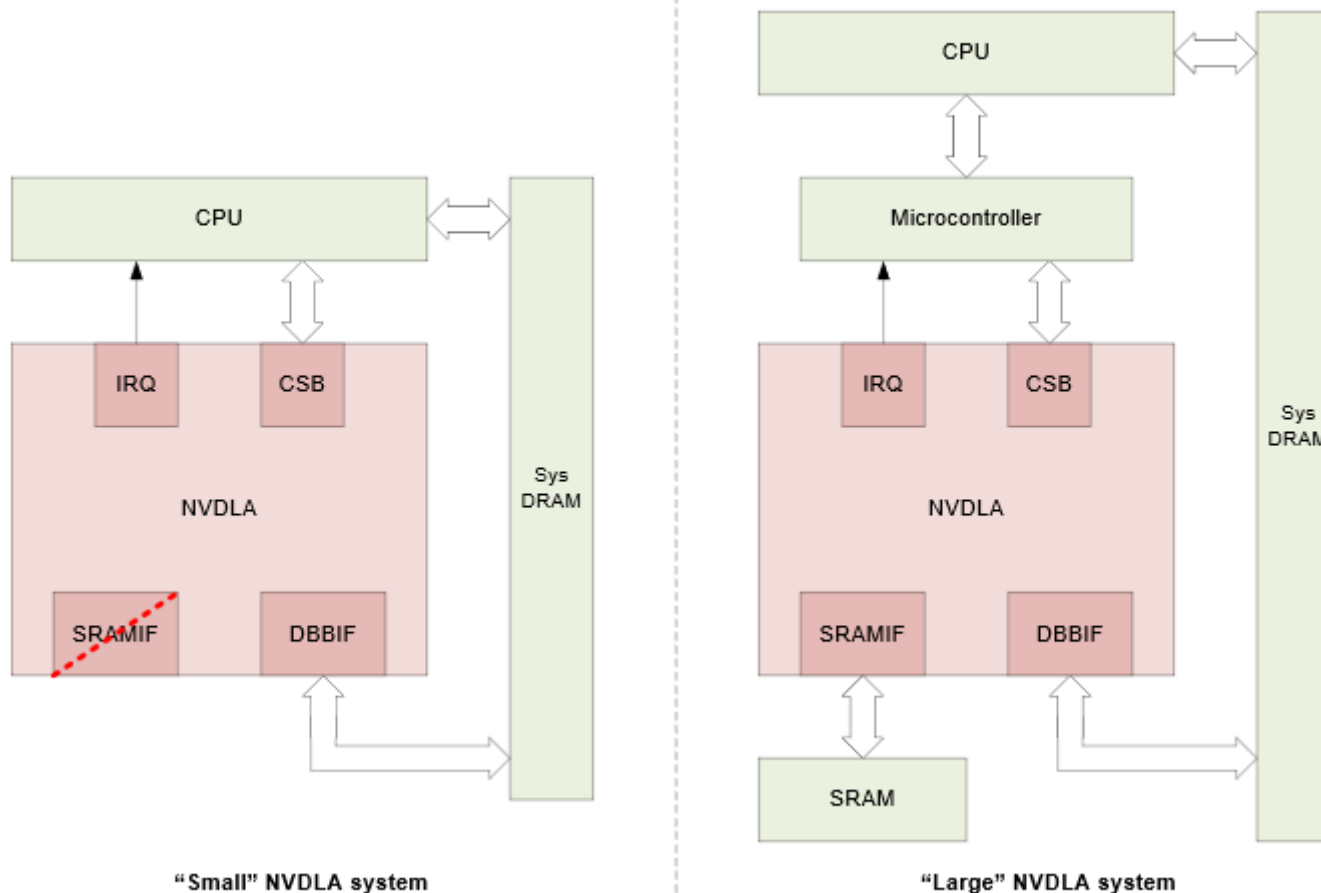 CPU
IRQ
CSB
NVDLA
SRAMIF
DBBIF
Sys
DRAM
“Small” NVDLA system
CPU
Microcontroller
IRQ
CSB
NVDLA
SRAMIF
DBBIF
SRAM
Sys
DRAM
“Large” NVDLA system